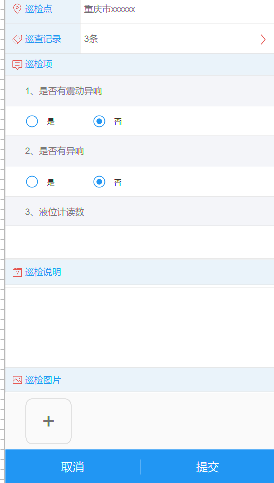 巡检点 重庆市xxxxxx
巡查记录 3条
巡检项
1、是否有震动异响
是 否
2、是否有异响
是 否
3、液位计读数
巡检说明
巡检图片
+
取消 提交